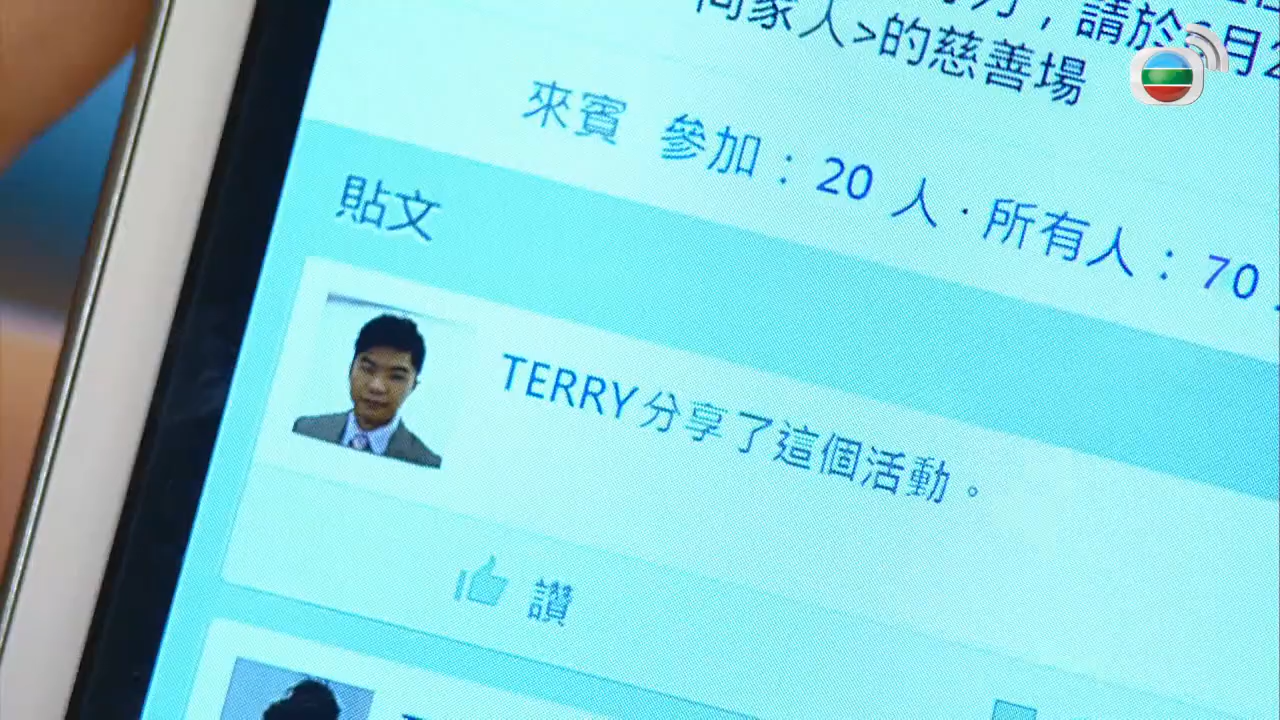 ，請於
家人>的慈善場
來賓 參加：20 人 · 所有人：70
貼文
TERRY分享了這個活動。
讚